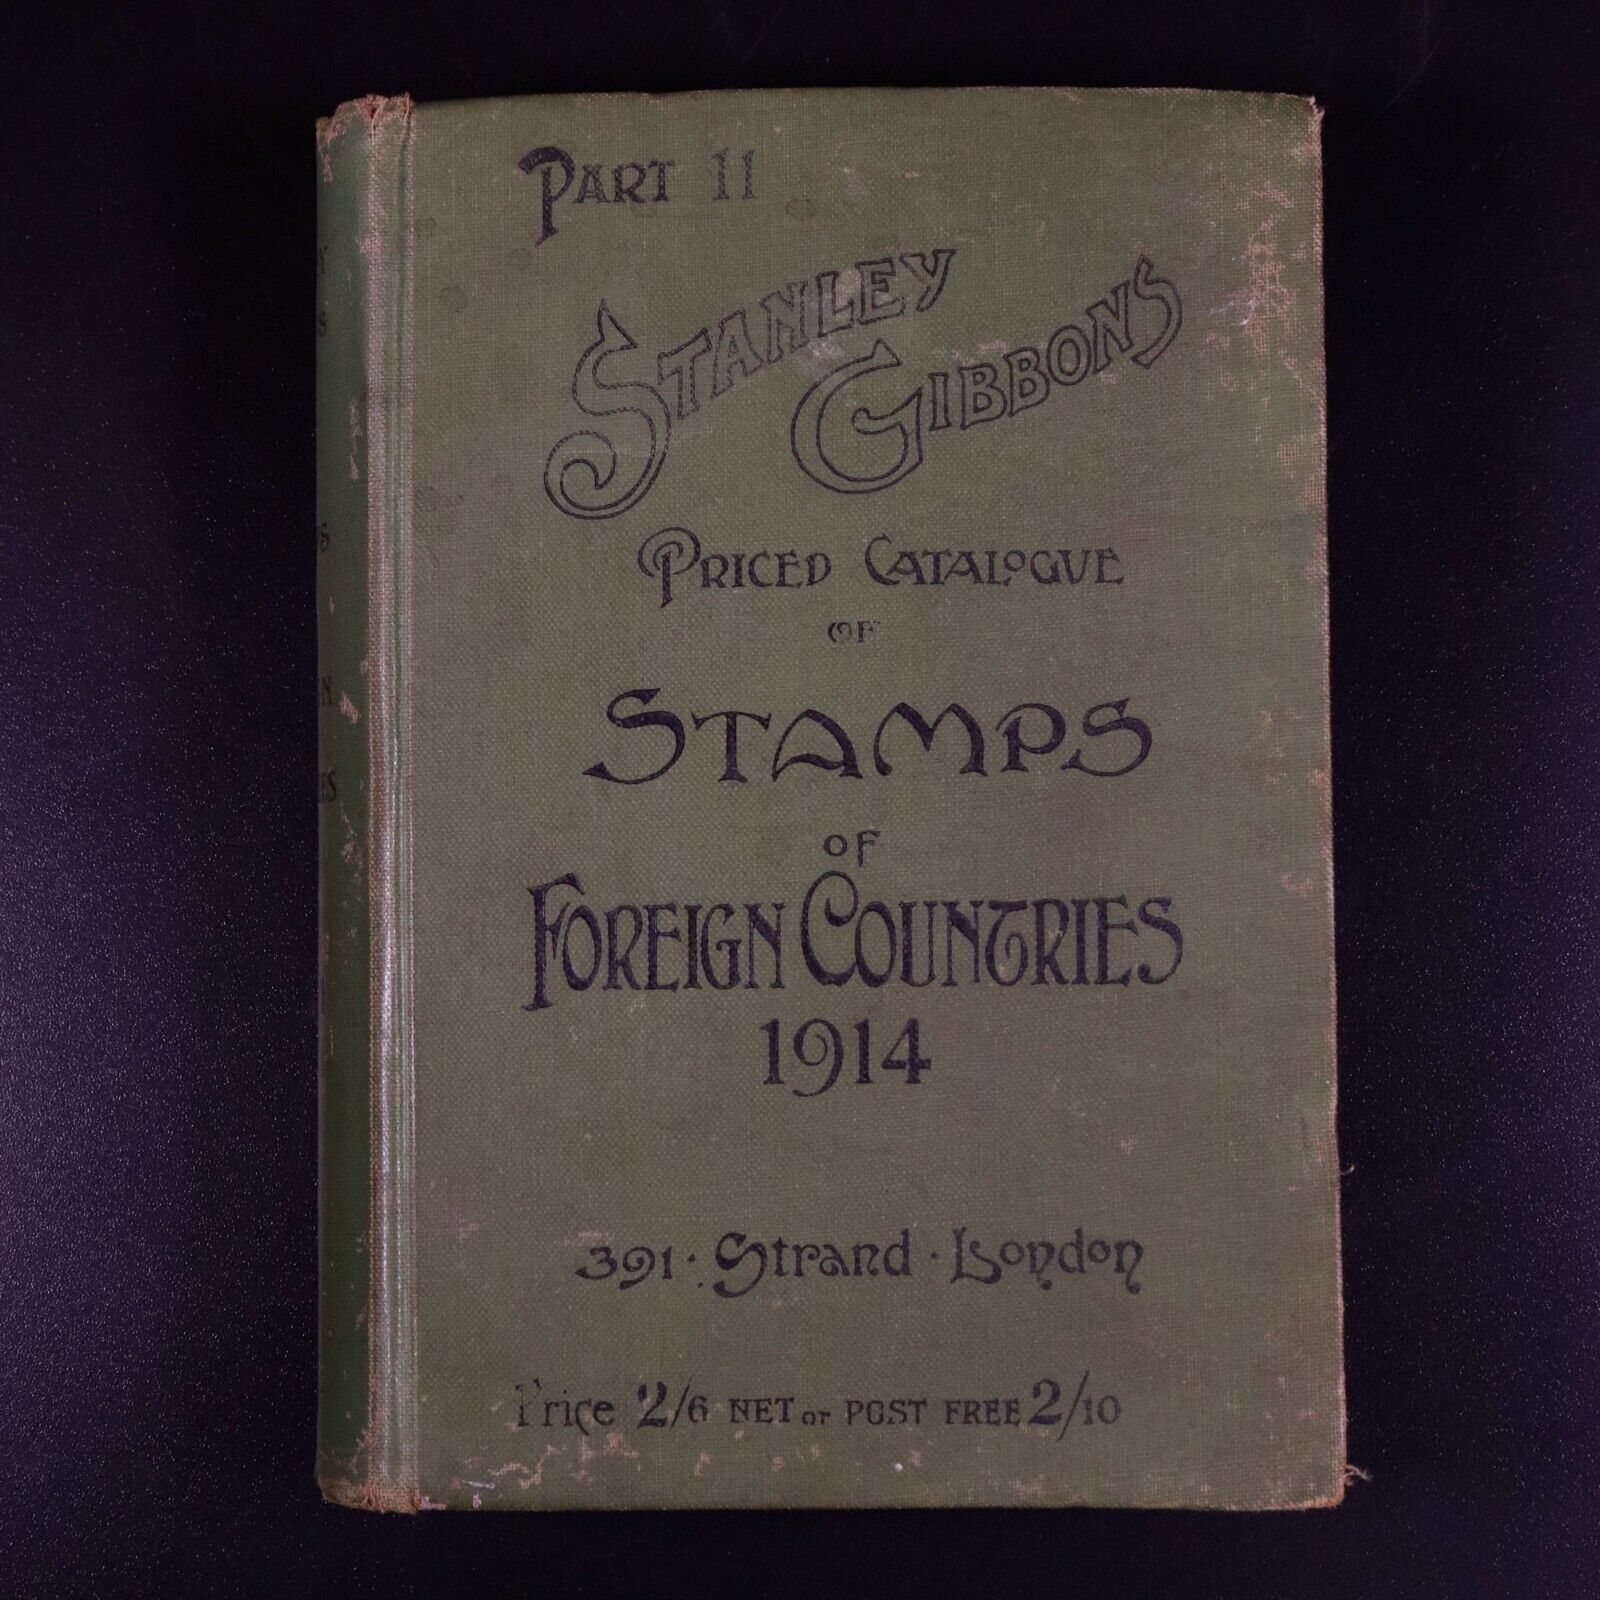 PART II
STANLEY
GIBBONS
PRICED CATALOGUE
OF
STAMPS
OF
FOREIGN COUNTRIES
1914
391 · Strand · London
Price 2/6 NET or POST FREE 2/10